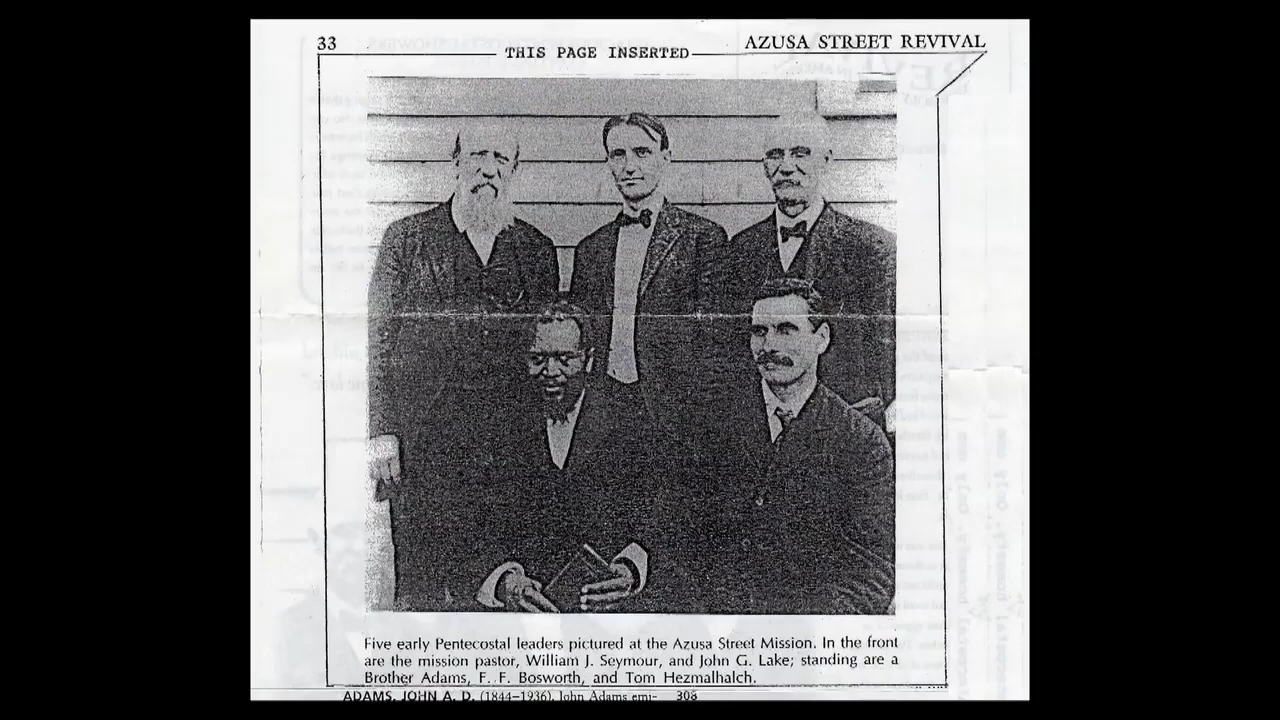 33
THIS PAGE INSERTED
AZUSA STREET REVIVAL
Five early Pentecostal leaders pictured at the Azusa Street Mission. In the front
are the mission pastor, William J. Seymour, and John G. Lake; standing are a
Brother Adams, F. F. Bosworth, and Tom Hezmalhalch.
ADAMS, JOHN A. D. (1844–1936). John Adams emi- 308